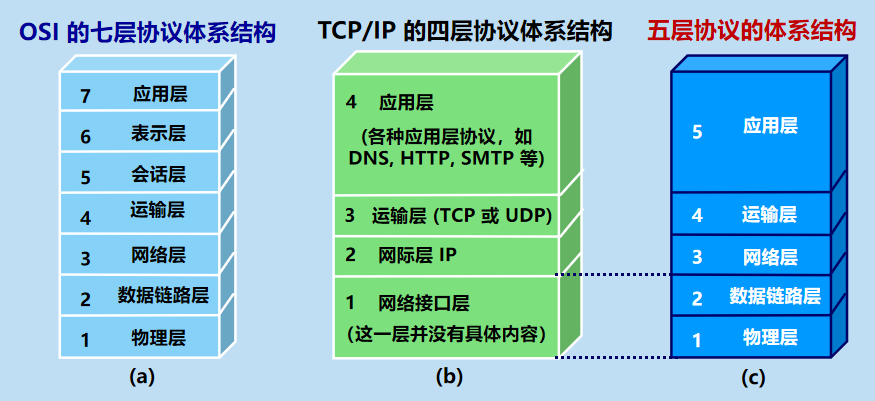 OSI 的七层协议体系结构
7 应用层
6 表示层
5 会话层
4 运输层
3 网络层
2 数据链路层
1 物理层
(a)
TCP/IP 的四层协议体系结构
4 应用层
(各种应用层协议，如
DNS, HTTP, SMTP 等)
3 运输层 (TCP 或 UDP)
2 网际层 IP
1 网络接口层
(这一层并没有具体内容)
(b)
五层协议的体系结构
5 应用层
4 运输层
3 网络层
2 数据链路层
1 物理层
(c)